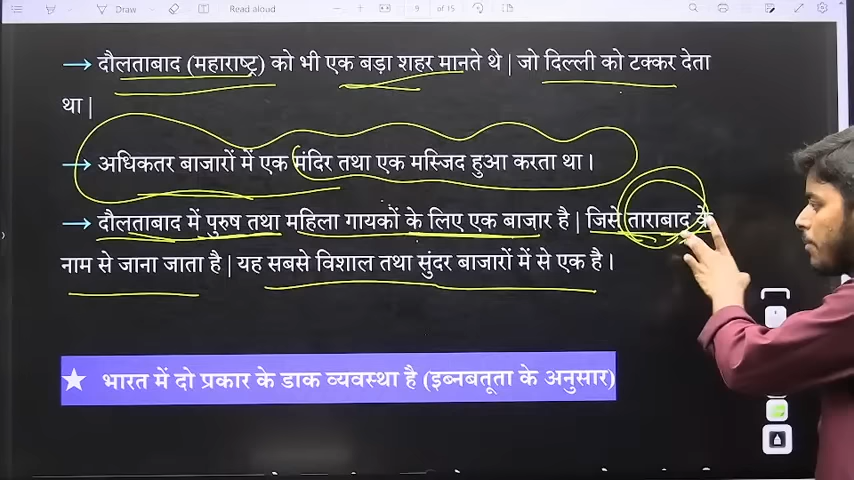 Draw
Read aloud
9 of 15
→ दौलताबाद (महाराष्ट्र) को भी एक बड़ा शहर मानते थे | जो दिल्ली को टक्कर देता
था |
→ अधिकतर बाजारों में एक मंदिर तथा एक मस्जिद हुआ करता था।
→ दौलताबाद में पुरुष तथा महिला गायकों के लिए एक बाजार है | जिसे ताराबाद के
नाम से जाना जाता है | यह सबसे विशाल तथा सुंदर बाजारों में से एक है।
★ भारत में दो प्रकार के डाक व्यवस्था है (इब्नबतूता के अनुसार)